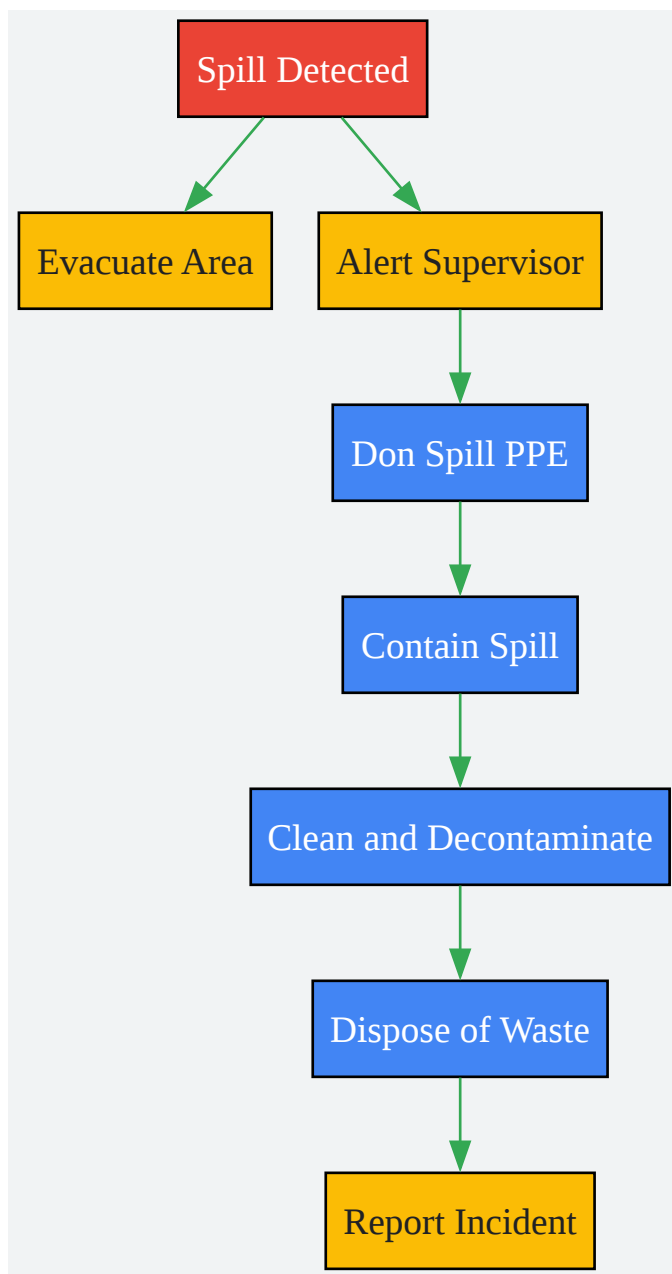 Spill Detected
Evacuate Area
Alert Supervisor
Don Spill PPE
Contain Spill
Clean and Decontaminate
Dispose of Waste
Report Incident